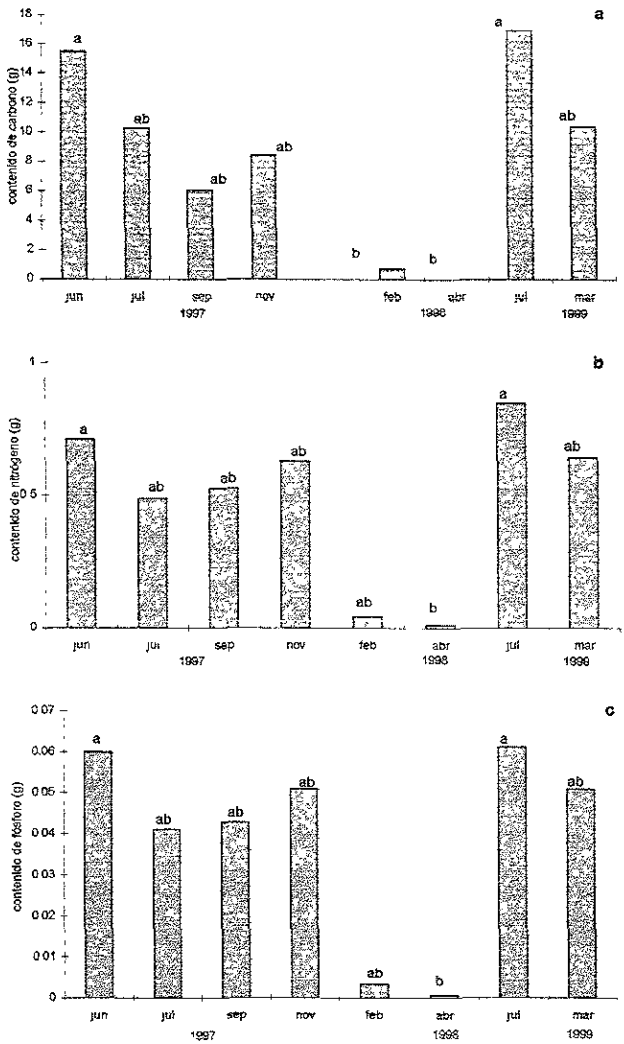 a
contenido de carbono (g)
18
16
14
12
10
8
6
4
2
0
a
ab
ab
ab
b
b
a
ab
jun jul sep nov feb abr jul mar
1997 1998 1999
b
contenido de nitrógeno (g)
1
0.5
0
a
ab
ab
ab
ab
b
a
ab
jun jul sep nov feb abr jul mar
1997 1998 1999
c
contenido de fósforo (g)
0.07
0.06
0.05
0.04
0.03
0.02
0.01
0
a
ab
ab
ab
ab
b
a
ab
jun jul sep nov feb abr jul mar
1997 1998 1999